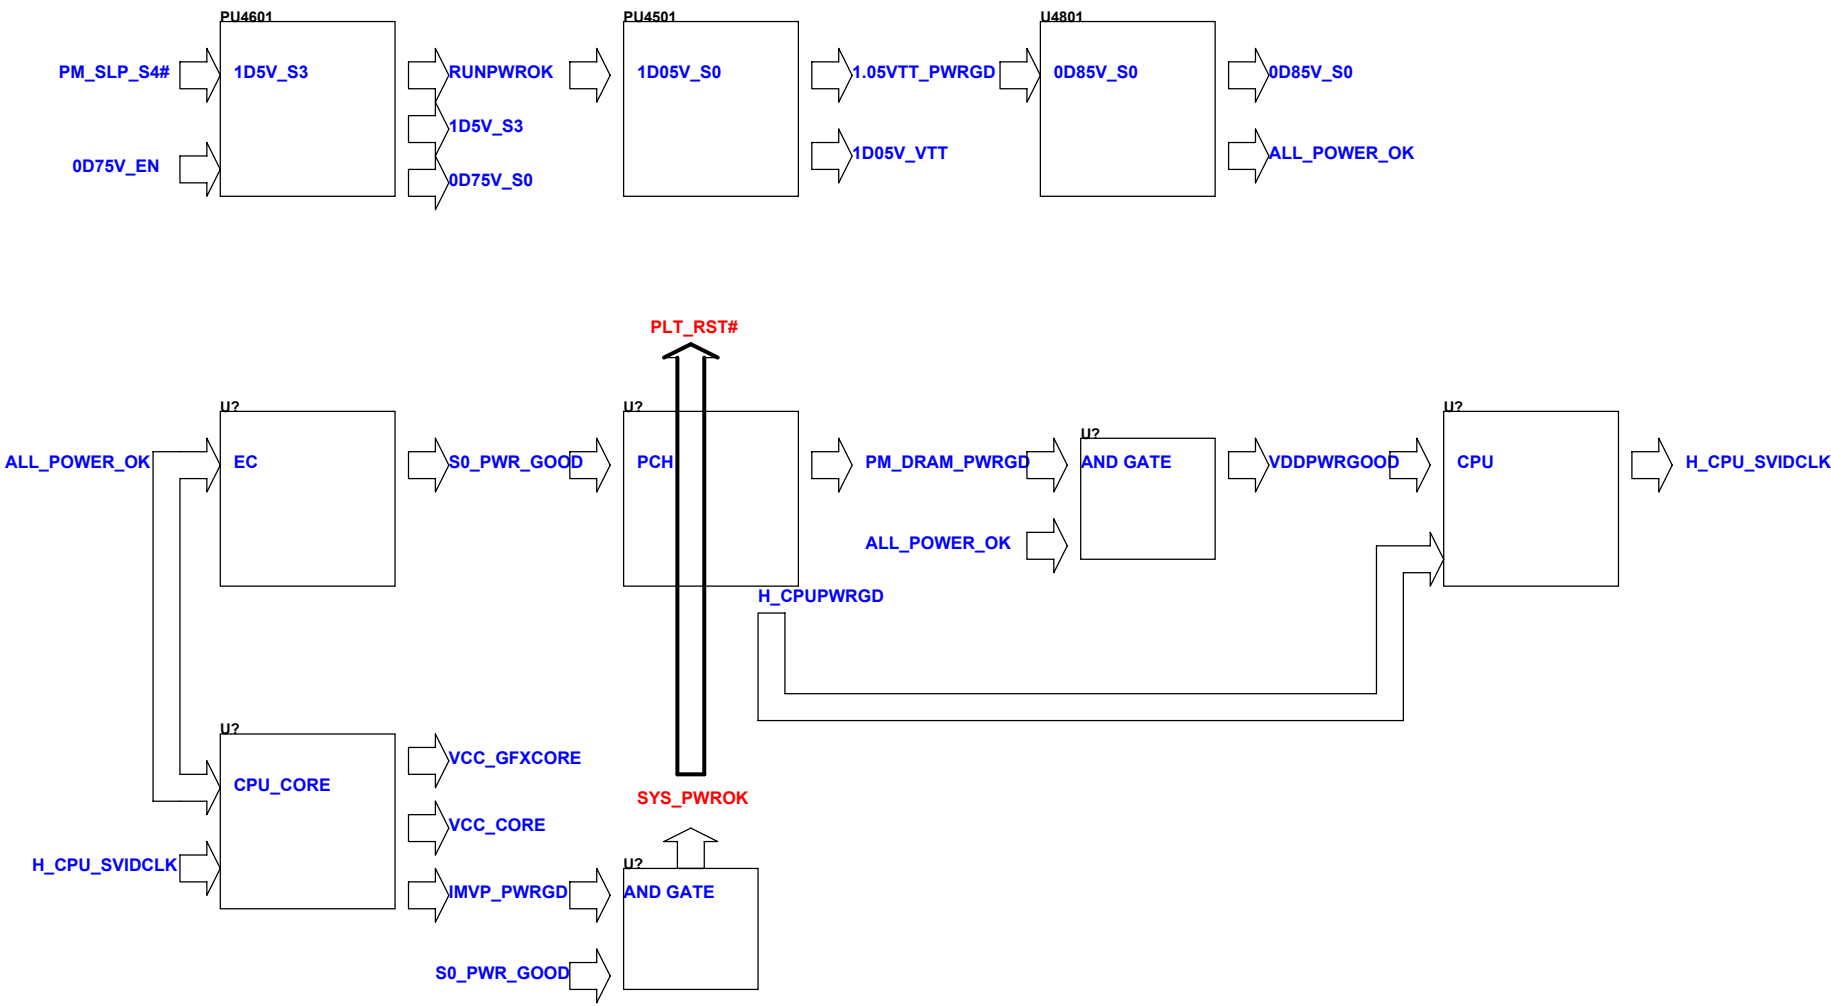 PU4601
PU4501
U4801
PM_SLP_S4#
1D5V_S3
RUNPWROK
1D05V_S0
1.05VTT_PWRGD
0D85V_S0
0D85V_S0
1D5V_S3
0D75V_EN
0D75V_S0
1D05V_VTT
ALL_POWER_OK
PLT_RST#
U?
U?
U?
U?
ALL_POWER_OK
EC
S0_PWR_GOOD
PCH
PM_DRAM_PWRGD
AND GATE
VDDPWRGOOD
CPU
H_CPU_SVIDCLK
ALL_POWER_OK
H_CPUPWRGD
U?
CPU_CORE
VCC_GFXCORE
SYS_PWROK
VCC_CORE
H_CPU_SVIDCLK
U?
IMVP_PWRGD
AND GATE
S0_PWR_GOOD